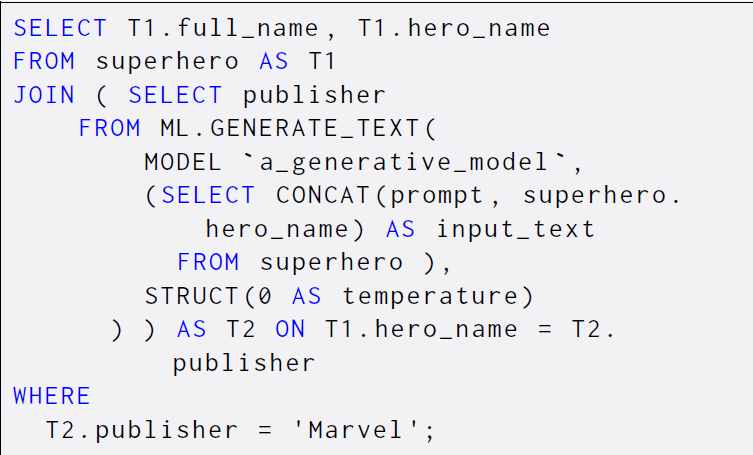 SELECT T1.full_name, T1.hero_name
FROM superhero AS T1
JOIN ( SELECT publisher
FROM ML.GENERATE_TEXT(
MODEL `a_generative_model`,
(SELECT CONCAT(prompt, superhero.
hero_name) AS input_text
FROM superhero ),
STRUCT(0 AS temperature)
) ) AS T2 ON T1.hero_name = T2.
publisher
WHERE
T2.publisher = 'Marvel';